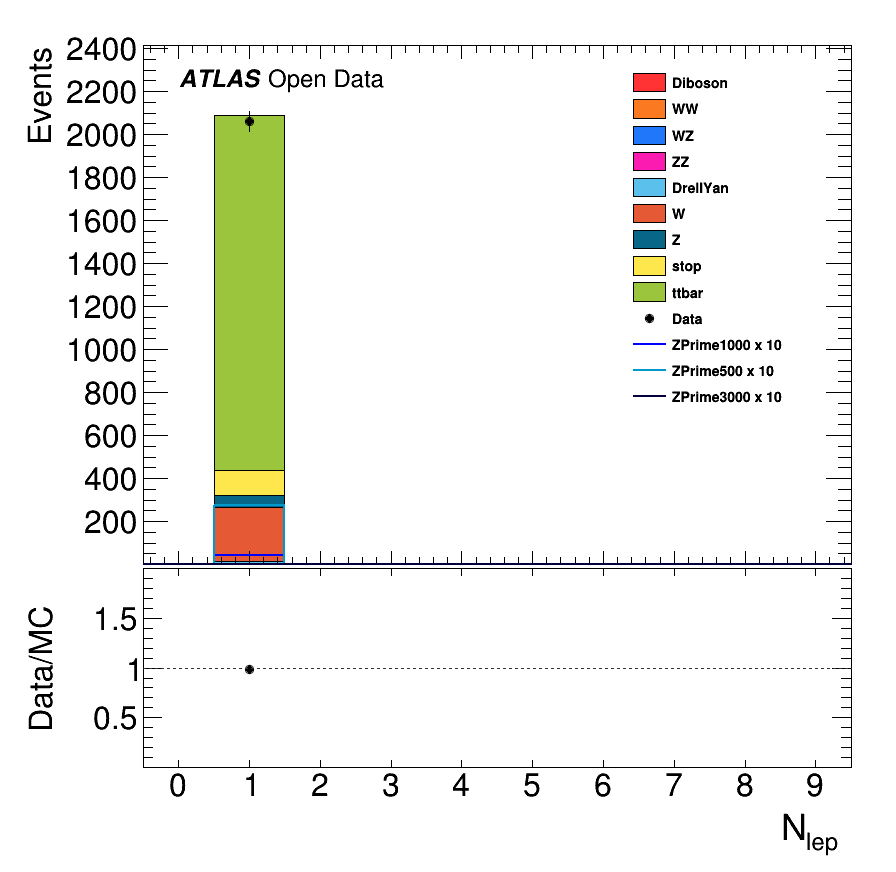 ATLAS Open Data
Events
2400
2200
2000
1800
1600
1400
1200
1000
800
600
400
200
Diboson
WW
WZ
ZZ
DrellYan
W
Z
stop
ttbar
Data
ZPrime1000 x 10
ZPrime500 x 10
ZPrime3000 x 10
Data/MC
1.5
1
0.5
0 1 2 3 4 5 6 7 8 9
Nlep